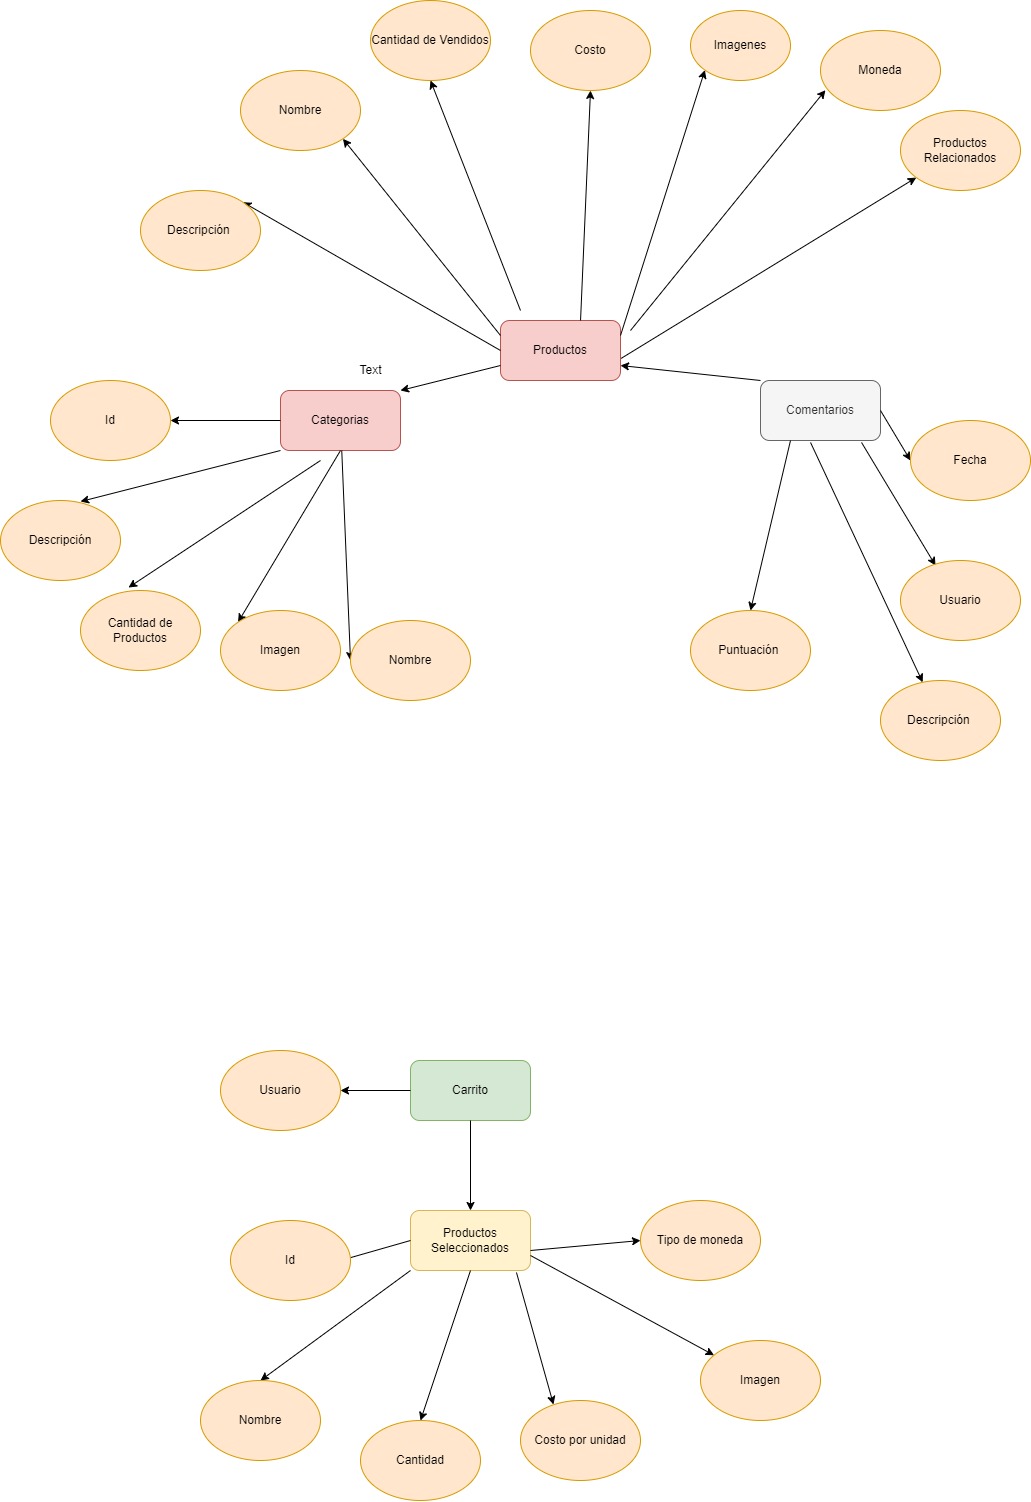 Cantidad de Vendidos
Costo
Imagenes
Moneda
Nombre
Productos
Relacionados
Descripción
Productos
Text
Categorias
Comentarios
Id
Fecha
Descripción
Cantidad de
Productos
Imagen
Nombre
Puntuación
Usuario
Descripción
Usuario
Carrito
Productos
Seleccionados
Id
Tipo de moneda
Nombre
Cantidad
Costo por unidad
Imagen